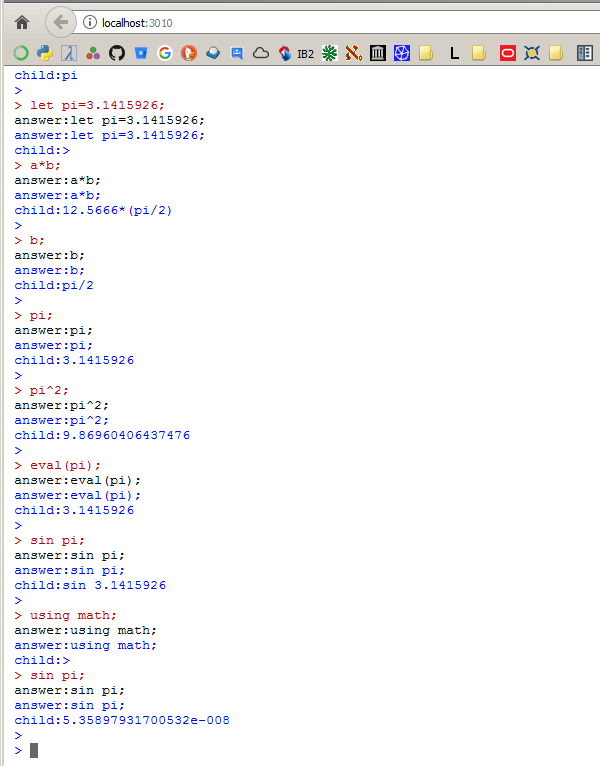 localhost:3010
IB2 L
child:pi
>
> let pi=3.1415926;
answer:let pi=3.1415926;
answer:let pi=3.1415926;
child:>
> a*b;
answer:a*b;
answer:a*b;
child:12.5666*(pi/2)
>
> b;
answer:b;
answer:b;
child:pi/2
>
> pi;
answer:pi;
answer:pi;
child:3.1415926
>
> pi^2;
answer:pi^2;
answer:pi^2;
child:9.86960406437476
>
> eval(pi);
answer:eval(pi);
answer:eval(pi);
child:3.1415926
>
> sin pi;
answer:sin pi;
answer:sin pi;
child:sin 3.1415926
>
> using math;
answer:using math;
answer:using math;
child:>
> sin pi;
answer:sin pi;
answer:sin pi;
child:5.35897931700532e-008
>
>